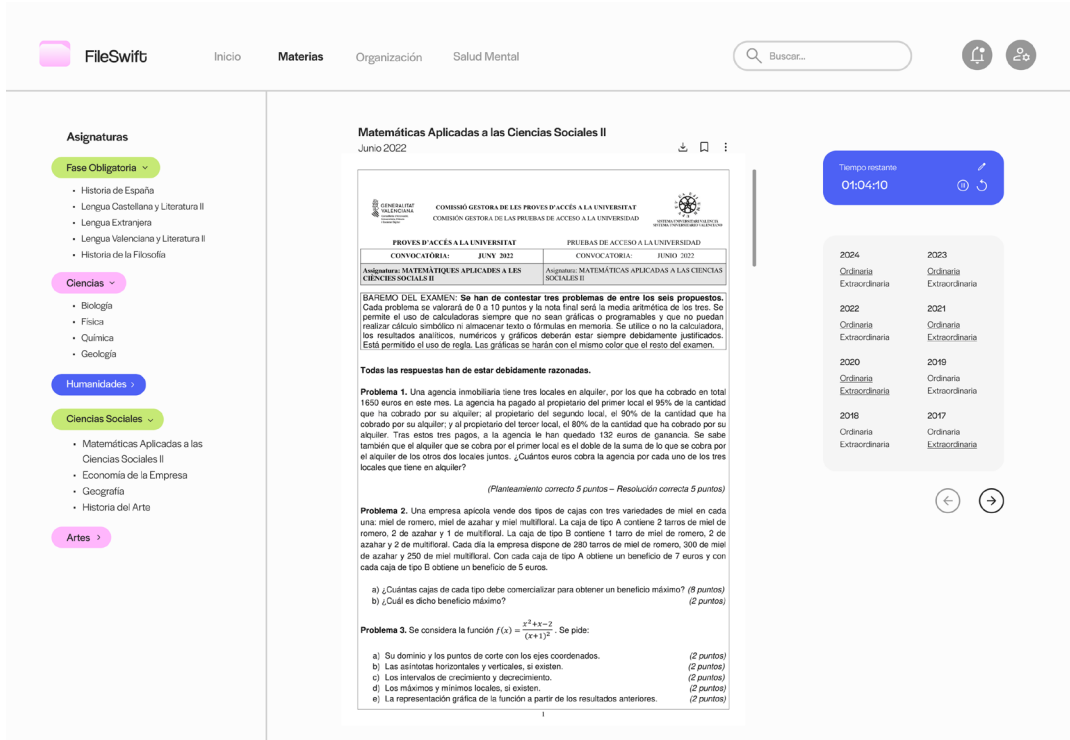 FileSwift
Inicio
Materias
Organización
Salud Mental
Buscar...
Asignaturas
Fase Obligatoria
• Historia de España
• Lengua Castellana y Literatura II
• Lengua Extranjera
• Lengua Valenciana y Literatura II
• Historia de la Filosofía
Ciencias
• Biología
• Física
• Química
• Geología
Humanidades
Ciencias Sociales
• Matemáticas Aplicadas a las
Ciencias Sociales II
• Economía de la Empresa
• Geografía
• Historia del Arte
Artes
Matemáticas Aplicadas a las Ciencias Sociales II
Junio 2022
GENERALITAT
VALENCIANA
COMISSIÓ GESTORA DE LES PROVES D'ACCÉS A LA UNIVERSITAT
COMISIÓN GESTORA DE LAS PRUEBAS DE ACCESO A LA UNIVERSIDAD
SISTEMA UNIVERSITARI VALENCIÀ
SISTEMA UNIVERSITARIO VALENCIANO
PROVES D'ACCÉS A LA UNIVERSITAT
PRUEBAS DE ACCESO A LA UNIVERSIDAD
CONVOCATÒRIA: JUNY 2022
CONVOCATORIA: JUNIO 2022
Assignatura: MATEMÀTIQUES APLICADES A LES
CIÈNCIES SOCIALS II
Asignatura: MATEMÁTICAS APLICADAS A LAS CIENCIAS
SOCIALES II
BAREMO DEL EXAMEN: Se han de contestar tres problemas de entre los seis propuestos.
Cada problema se valorará de 0 a 10 puntos y la nota final será la media aritmética de los tres. Se
permite el uso de calculadoras siempre que no sean gráficas o programables y que no puedan
realizar cálculo simbólico ni almacenar texto o fórmulas en memoria. Se utilice o no la calculadora,
los resultados analíticos, numéricos y gráficos deberán estar siempre debidamente justificados.
Está permitido el uso de regla. Las gráficas se harán con el mismo color que el resto del examen.
Todas las respuestas han de estar debidamente razonadas.
Problema 1. Una agencia inmobiliaria tiene tres locales en alquiler, por los que ha cobrado en total
1650 euros en este mes. La agencia ha pagado al propietario del primer local el 95% de la cantidad
que ha cobrado por su alquiler; al propietario del segundo local, el 90% de la cantidad que ha
cobrado por su alquiler; y al propietario del tercer local, el 80% de la cantidad que ha cobrado por su
alquiler. Tras estos tres pagos, a la agencia le han quedado 132 euros de ganancia. Se sabe
también que el alquiler que se cobra por el primer local es el doble de la suma de lo que se cobra por
el alquiler de los otros dos locales juntos. ¿Cuántos euros cobra la agencia por cada uno de los tres
locales que tiene en alquiler?
(Planteamiento correcto 5 puntos – Resolución correcta 5 puntos)
Problema 2. Una empresa apícola vende dos tipos de cajas con tres variedades de miel en cada
una: miel de romero, miel de azahar y miel multifloral. La caja de tipo A contiene 2 tarros de miel de
romero, 2 de azahar y 1 de multifloral. La caja de tipo B contiene 1 tarro de miel de romero, 2 de
azahar y 2 de multifloral. Cada día la empresa dispone de 280 tarros de miel de romero, 300 de miel
de azahar y 250 de miel multifloral. Con cada caja de tipo A obtiene un beneficio de 7 euros y con
cada caja de tipo B obtiene un beneficio de 5 euros.
a) ¿Cuántas cajas de cada tipo debe comercializar para obtener un beneficio máximo? (8 puntos)
b) ¿Cuál es dicho beneficio máximo? (2 puntos)
Problema 3. Se considera la función f(x) = (x²+x−2)/(x+1)². Se pide:
a) Su dominio y los puntos de corte con los ejes coordenados. (2 puntos)
b) Las asíntotas horizontales y verticales, si existen. (2 puntos)
c) Los intervalos de crecimiento y decrecimiento. (2 puntos)
d) Los máximos y mínimos locales, si existen. (2 puntos)
e) La representación gráfica de la función a partir de los resultados anteriores. (2 puntos)
1
Tiempo restante
01:04:10
2024
Ordinaria
Extraordinaria
2023
Ordinaria
Extraordinaria
2022
Ordinaria
Extraordinaria
2021
Ordinaria
Extraordinaria
2020
Ordinaria
Extraordinaria
2019
Ordinaria
Extraordinaria
2018
Ordinaria
Extraordinaria
2017
Ordinaria
Extraordinaria